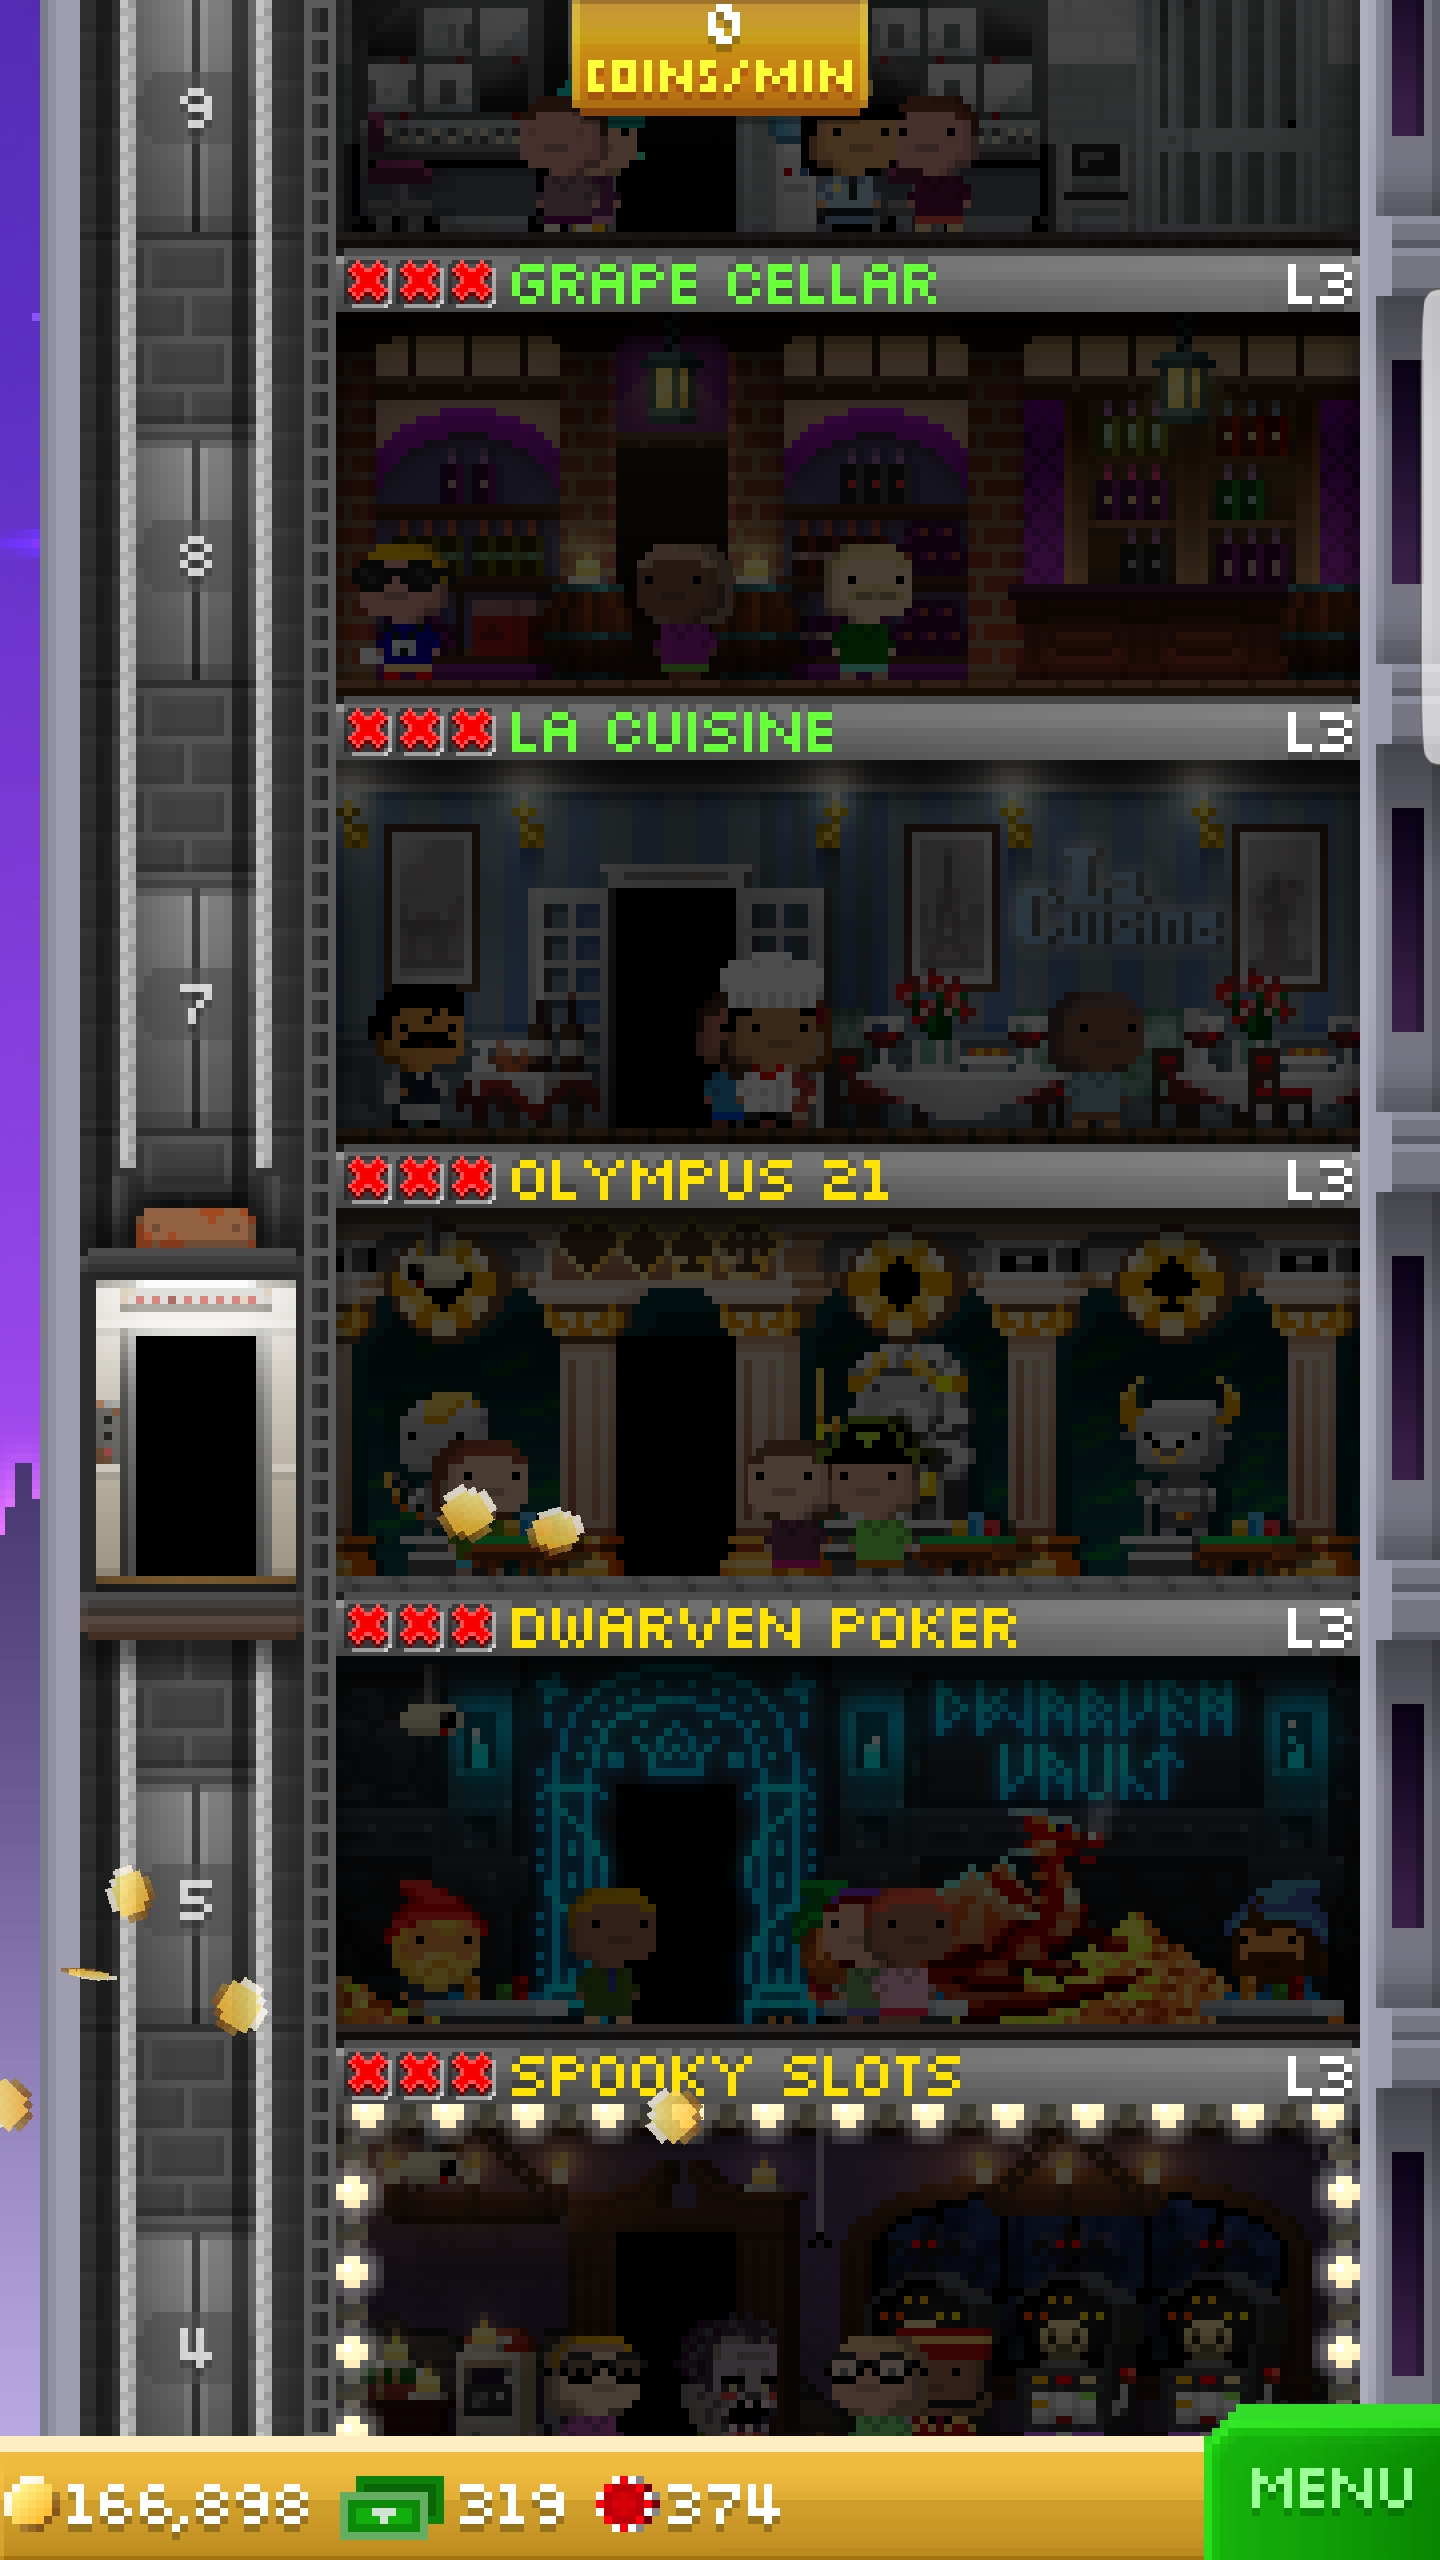 0
COINS/MIN
9
GRAPE CELLAR L3
8
LA CUISINE L3
La
Cuisine
7
OLYMPUS 21 L3
DWARVEN POKER L3
DWARVEN
VAULT
5
SPOOKY SLOTS L3
4
166,898 319 374
MENU